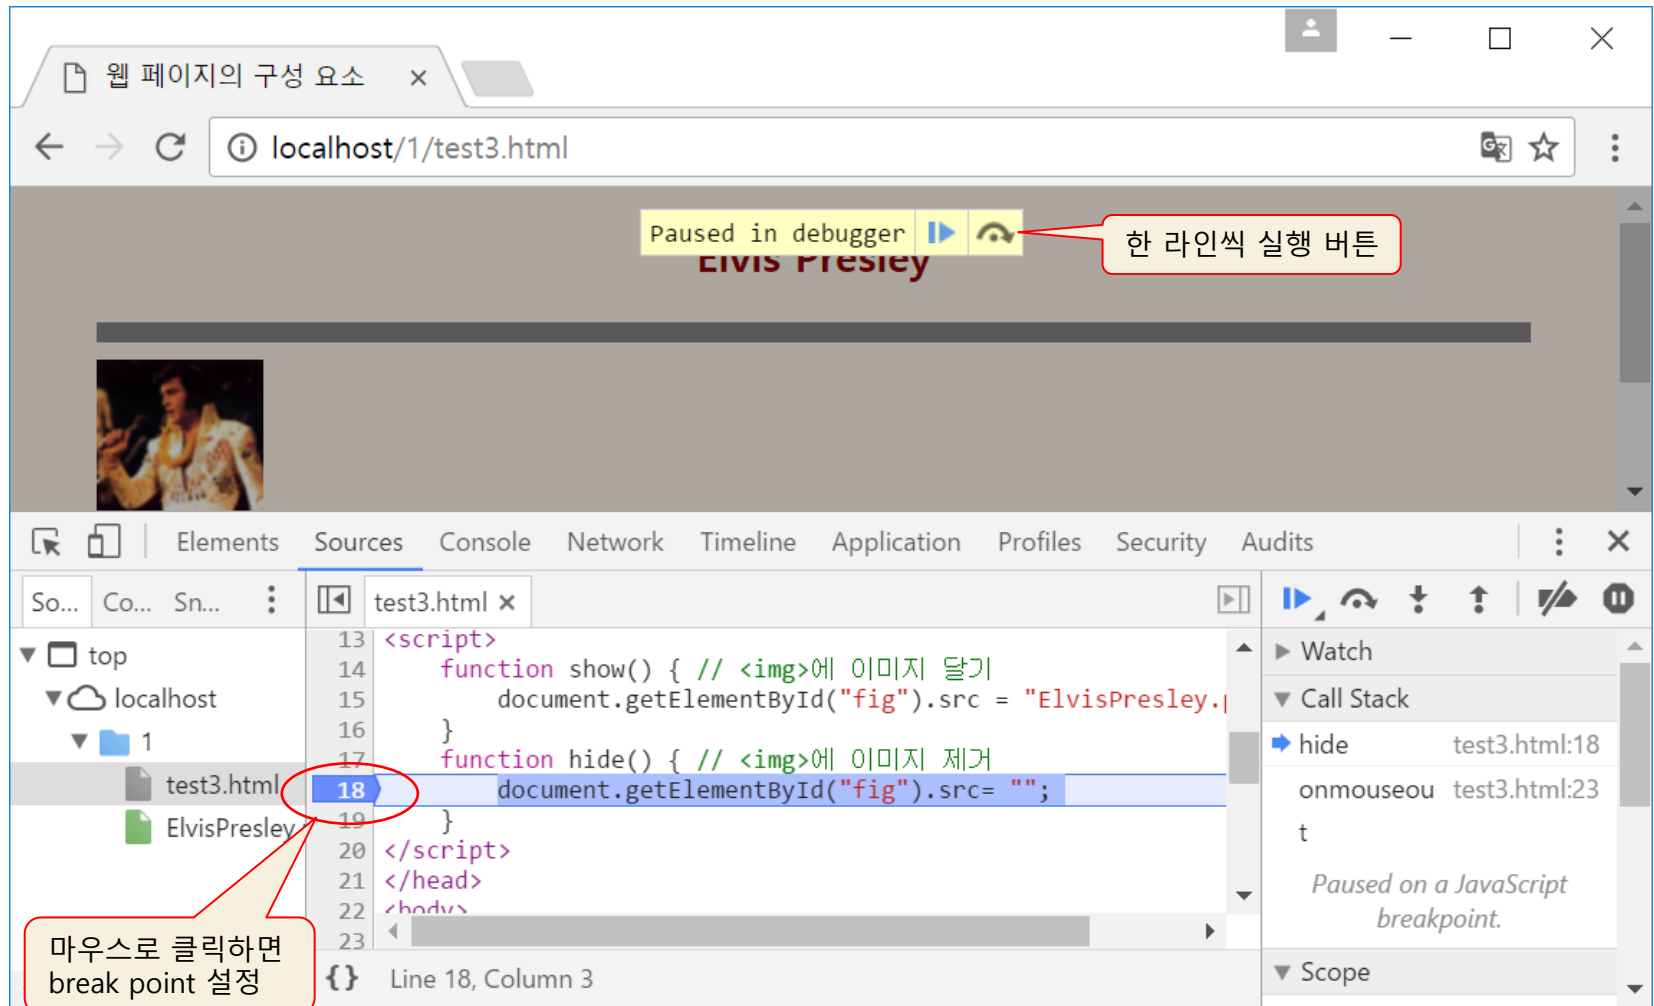 웹 페이지의 구성 요소
localhost/1/test3.html
Paused in debugger
한 라인씩 실행 버튼
Elvis Presley
Elements Sources Console Network Timeline Application Profiles Security Audits
So... Co... Sn...
test3.html
top
localhost
1
test3.html
ElvisPresley
13 <script>
14 function show() { // <img>에 이미지 달기
15 document.getElementById("fig").src = "ElvisPresley.p
16 }
17 function hide() { // <img>에 이미지 제거
18 document.getElementById("fig").src= "";
19 }
20 </script>
21 </head>
22 <body>
23
마우스로 클릭하면
break point 설정
{} Line 18, Column 3
Watch
Call Stack
hide test3.html:18
onmouseou test3.html:23
t
Paused on a JavaScript
breakpoint.
Scope